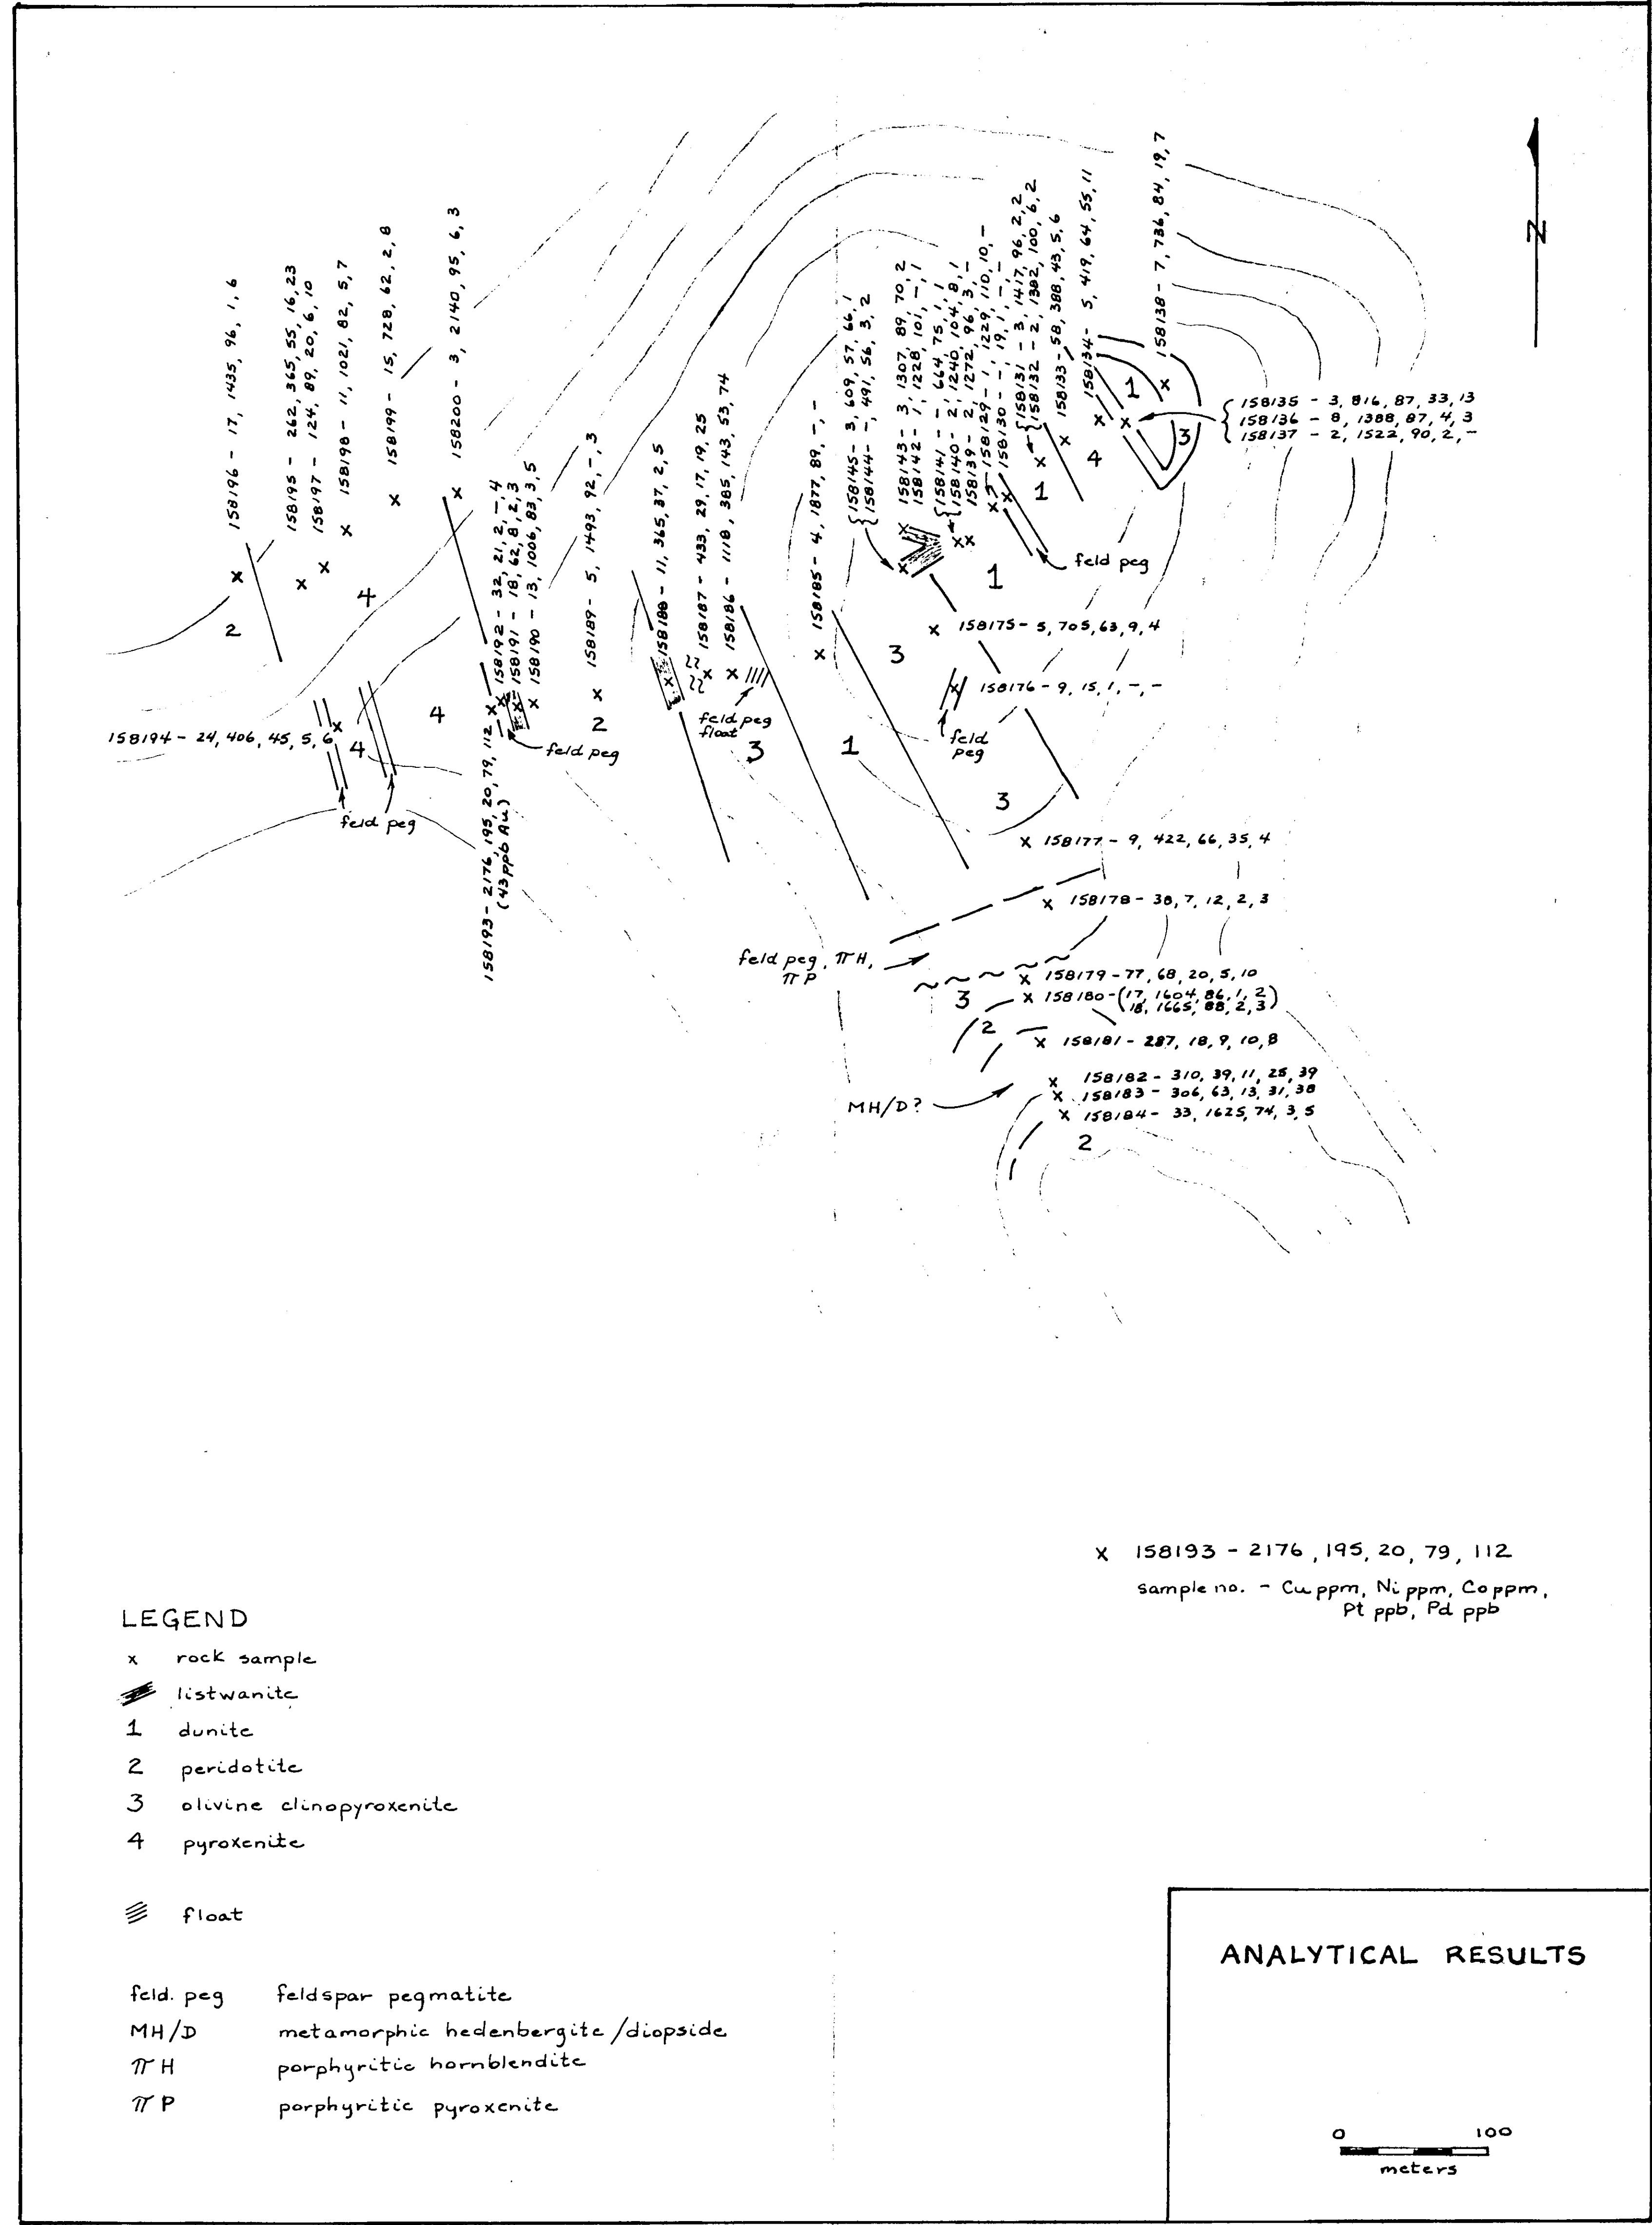 158196 - 17, 1435, 96, 1, 6
158195 - 262, 365, 55, 16, 23
158197 - 124, 89, 20, 6, 10
158198 - 11, 1021, 82, 5, 7
158199 - 15, 728, 62, 2, 8
158200 - 3, 2140, 95, 6, 3
158192 - 32, 21, 2, -, 4
158191 - 18, 62, 8, 2, 3
158190 - 13, 1006, 83, 3, 5
158189 - 5, 1493, 92, -, 3
158188 - 11, 365, 37, 2, 5
158187 - 433, 29, 17, 19, 25
158186 - 1118, 385, 143, 53, 74
158185 - 4, 1877, 89, -, -
158145 - 3, 609, 57, 66, 1
158144 - -, 491, 56, 3, 2
158143 - 3, 1307, 89, 70, 2
158142 - 1, 1228, 101, -, 1
158141 - -, 664, 75, 1, 1
158140 - 2, 1240, 104, 8, 1
158139 - 2, 1272, 96, 3, -
158129 - 1, 1229, 110, 10, -
158130 - -, 19, 1, -, -
158131 - 3, 1417, 96, 2, 2
158132 - 2, 1382, 100, 6, 2
158133 - 58, 388, 43, 5, 6
158134 - 5, 419, 64, 55, 11
158138 - 7, 736, 84, 19, 7
N
158135 - 3, 816, 87, 33, 13
158136 - 8, 1388, 87, 4, 3
158137 - 2, 1522, 90, 2, -
1
3
4
1
feld peg
1
2
4
3
158175 - 5, 705, 63, 9, 4
158176 - 9, 15, 1, -, -
feld
peg
158194 - 24, 406, 45, 5, 6
4
4
feld peg
feld peg
2
feld peg
float
3
1
3
158193 - 2176, 195, 20, 79, 112
(43 ppb Au)
158177 - 9, 422, 66, 35, 4
158178 - 38, 7, 12, 2, 3
feld peg, πH,
πP
158179 - 77, 68, 20, 5, 10
3
158180 - (17, 1604, 86, 1, 2)
(18, 1665, 88, 2, 3)
2
158181 - 287, 18, 9, 10, 8
158182 - 310, 39, 11, 25, 39
158183 - 306, 63, 13, 31, 38
MH/D?
158184 - 33, 1625, 74, 3, 5
2
x 158193 - 2176, 195, 20, 79, 112
sample no. - Cu ppm, Ni ppm, Co ppm,
Pt ppb, Pd ppb
LEGEND
x rock sample
listwanite
1 dunite
2 peridotite
3 olivine clinopyroxenite
4 pyroxenite
float
feld. peg feldspar pegmatite
MH/D metamorphic hedenbergite/diopside
πH porphyritic hornblendite
πP porphyritic pyroxenite
ANALYTICAL RESULTS
0 100
meters